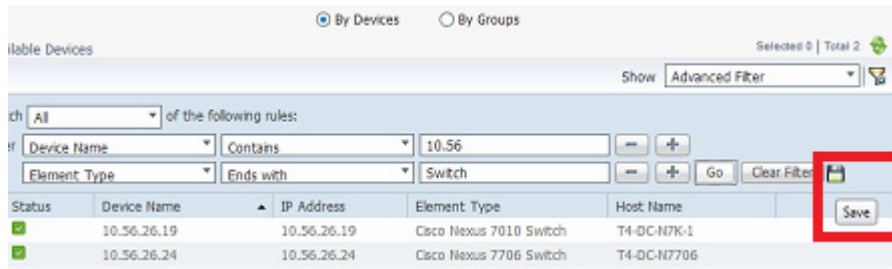 By Devices By Groups
ilable Devices Selected 0 | Total 2
Show Advanced Filter
ch All of the following rules:
er Device Name Contains 10.56
Element Type Ends with Switch Go Clear Filter
Status Device Name IP Address Element Type Host Name Save
10.56.26.19 10.56.26.19 Cisco Nexus 7010 Switch T4-DC-N7K-1
10.56.26.24 10.56.26.24 Cisco Nexus 7706 Switch T4-DC-N7706